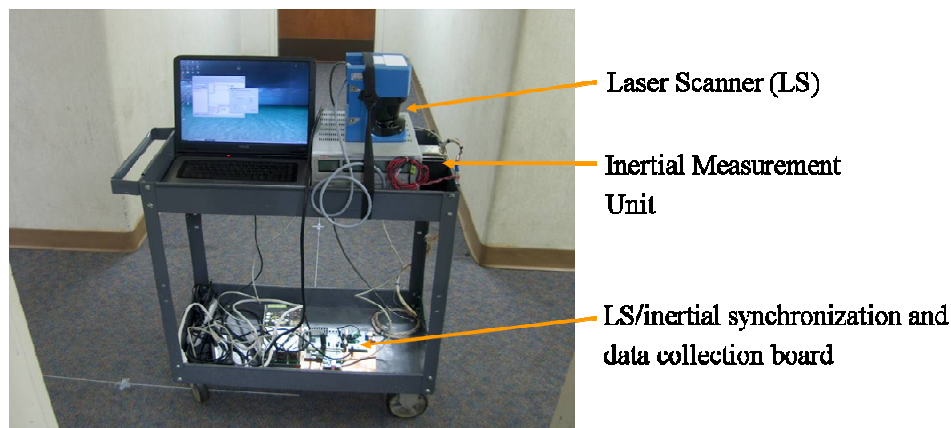 Laser Scanner (LS)
Inertial Measurement
Unit
LS/inertial synchronization and
data collection board